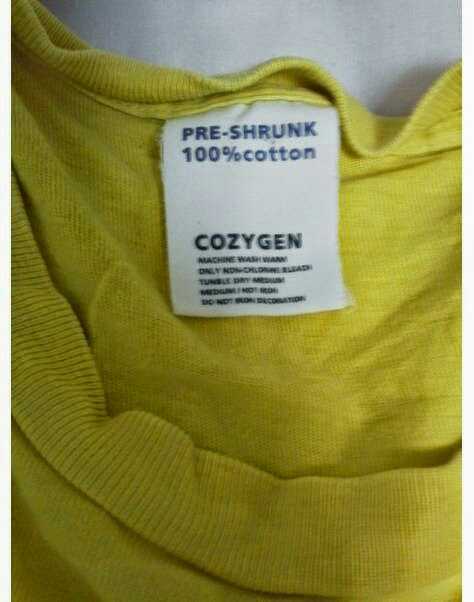 PRE-SHRUNK
100%cotton
COZYGEN
MACHINE WASH WARM
ONLY NON-CHLORINE BLEACH
TUMBLE DRY MEDIUM
MEDIUM / HOT IRON
DO NOT IRON DECORATION